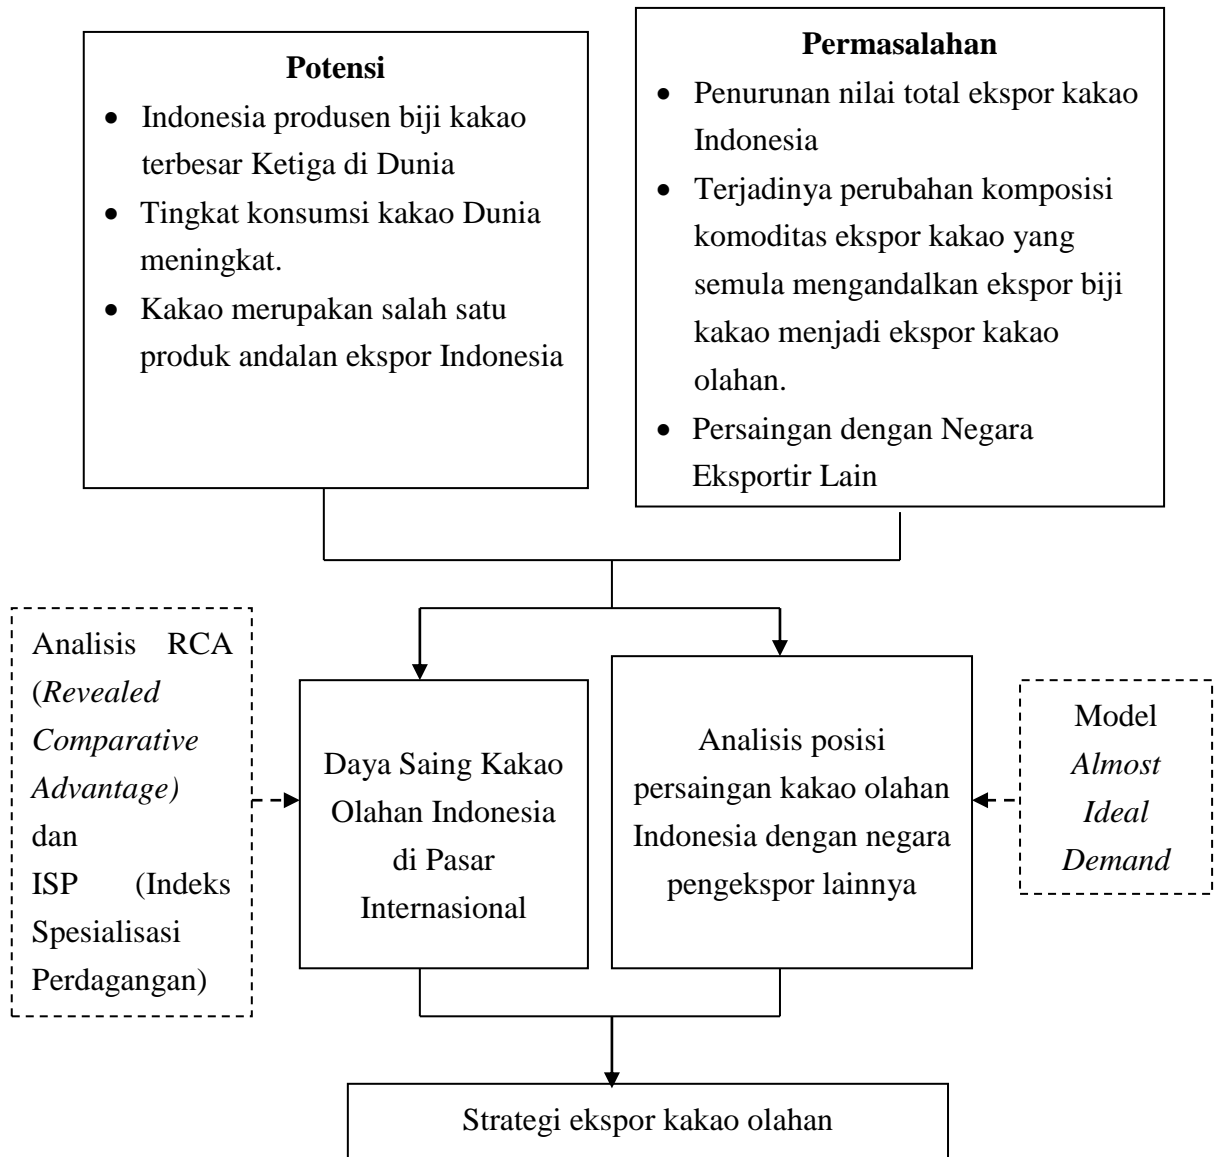 Potensi
• Indonesia produsen biji kakao
terbesar Ketiga di Dunia
• Tingkat konsumsi kakao Dunia
meningkat.
• Kakao merupakan salah satu
produk andalan ekspor Indonesia
Permasalahan
• Penurunan nilai total ekspor kakao
Indonesia
• Terjadinya perubahan komposisi
komoditas ekspor kakao yang
semula mengandalkan ekspor biji
kakao menjadi ekspor kakao
olahan.
• Persaingan dengan Negara
Eksportir Lain
Analisis RCA
(Revealed
Comparative
Advantage)
dan
ISP (Indeks
Spesialisasi
Perdagangan)
Daya Saing Kakao
Olahan Indonesia
di Pasar
Internasional
Analisis posisi
persaingan kakao olahan
Indonesia dengan negara
pengekspor lainnya
Model
Almost
Ideal
Demand
Strategi ekspor kakao olahan